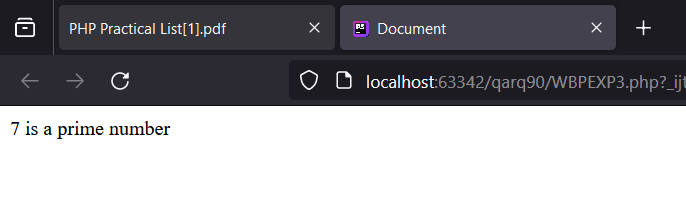 PHP Practical List[1].pdf
Document
localhost:63342/qarq90/WBPEXP3.php?_ijt
7 is a prime number